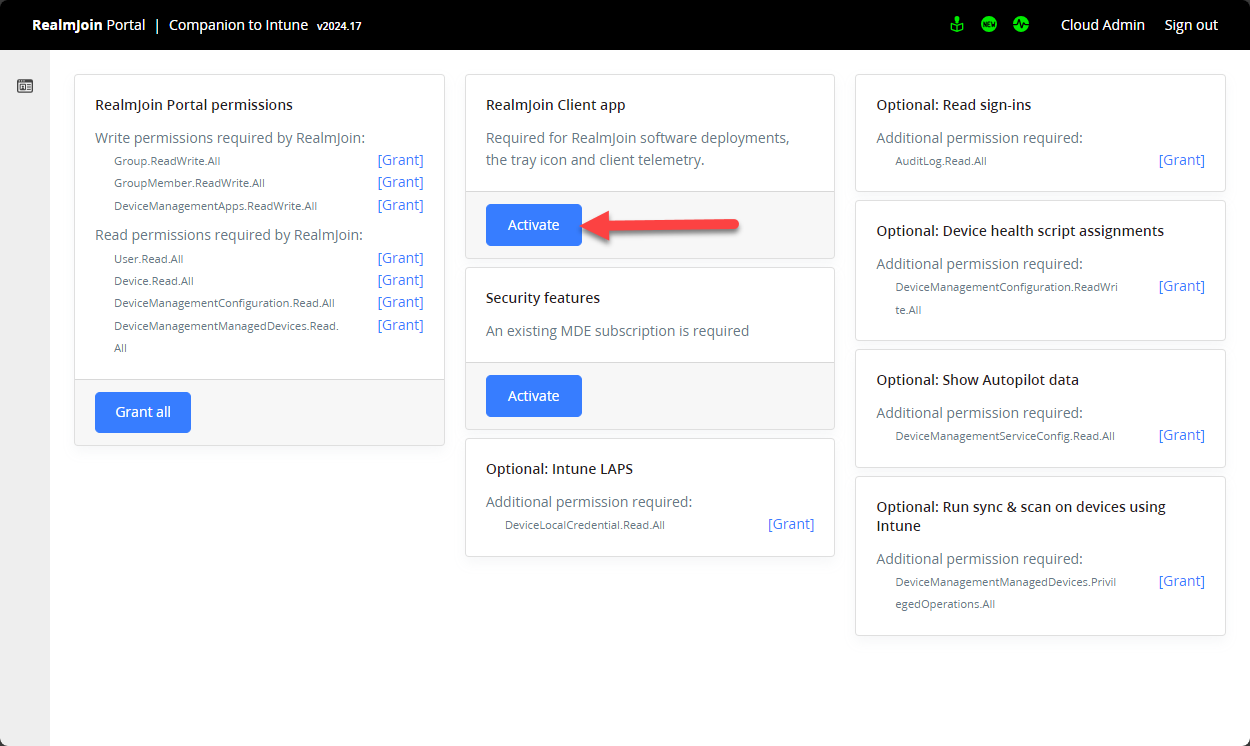 RealmJoin Portal | Companion to Intune v2024.17
NEW
Cloud Admin
Sign out
RealmJoin Portal permissions
Write permissions required by RealmJoin:
Group.ReadWrite.All [Grant]
GroupMember.ReadWrite.All [Grant]
DeviceManagementApps.ReadWrite.All [Grant]
Read permissions required by RealmJoin:
User.Read.All [Grant]
Device.Read.All [Grant]
DeviceManagementConfiguration.Read.All [Grant]
DeviceManagementManagedDevices.Read. [Grant]
All
Grant all
RealmJoin Client app
Required for RealmJoin software deployments,
the tray icon and client telemetry.
Activate
Security features
An existing MDE subscription is required
Activate
Optional: Intune LAPS
Additional permission required:
DeviceLocalCredential.Read.All [Grant]
Optional: Read sign-ins
Additional permission required:
AuditLog.Read.All [Grant]
Optional: Device health script assignments
Additional permission required:
DeviceManagementConfiguration.ReadWri [Grant]
te.All
Optional: Show Autopilot data
Additional permission required:
DeviceManagementServiceConfig.Read.All [Grant]
Optional: Run sync & scan on devices using
Intune
Additional permission required:
DeviceManagementManagedDevices.Privil [Grant]
egedOperations.All